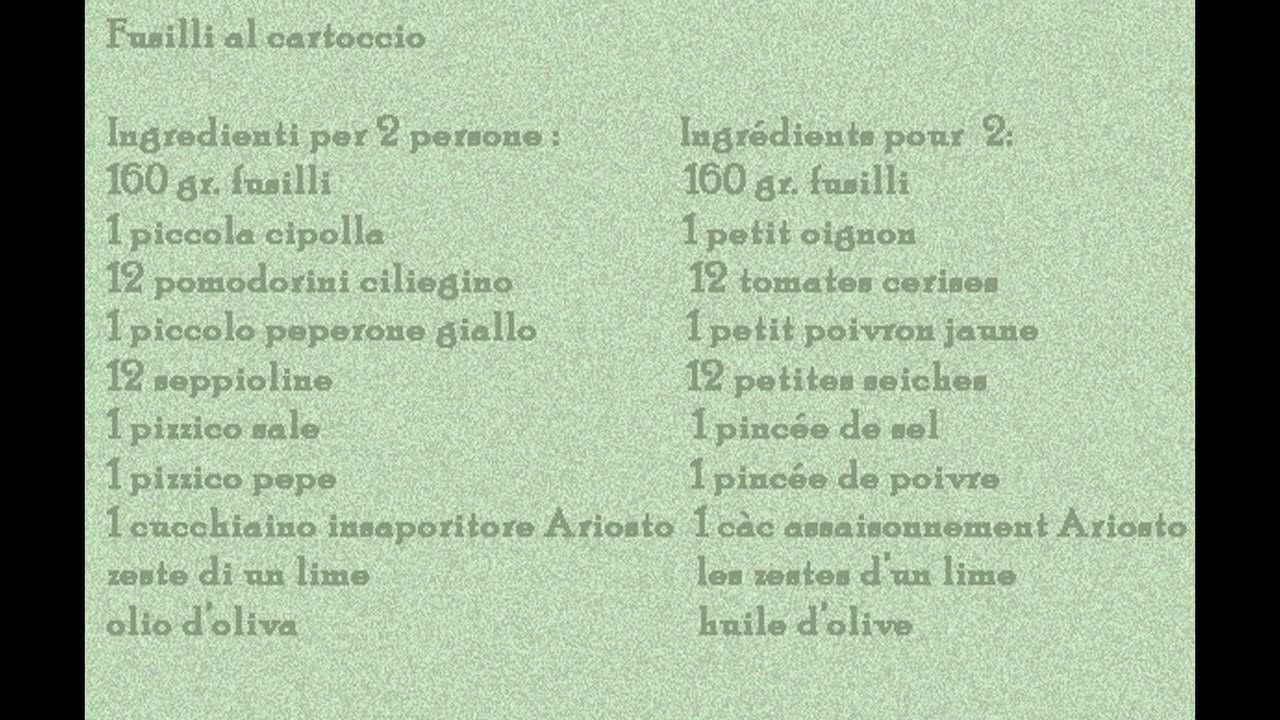 Fusilli al cartoccio
Ingredienti per 2 persone :
160 gr. fusilli
1 piccola cipolla
12 pomodorini ciliegino
1 piccolo peperone giallo
12 seppioline
1 pizzico sale
1 pizzico pepe
1 cucchiaino insaporitore Ariosto
zeste di un lime
olio d'oliva
Ingrédients pour 2:
160 gr. fusilli
1 petit oignon
12 tomates cerises
1 petit poivron jaune
12 petites seiches
1 pincée de sel
1 pincée de poivre
1 càc assaisonnement Ariosto
les zestes d'un lime
huile d'olive